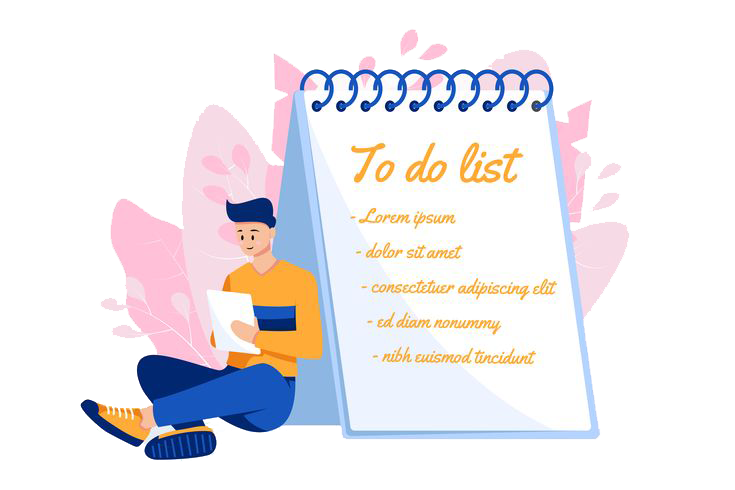 To do list
- Lorem ipsum
- dolor sit amet
- consectetuer adipiscing elit
- ed diam nonummy
- nibh euismod tincidunt